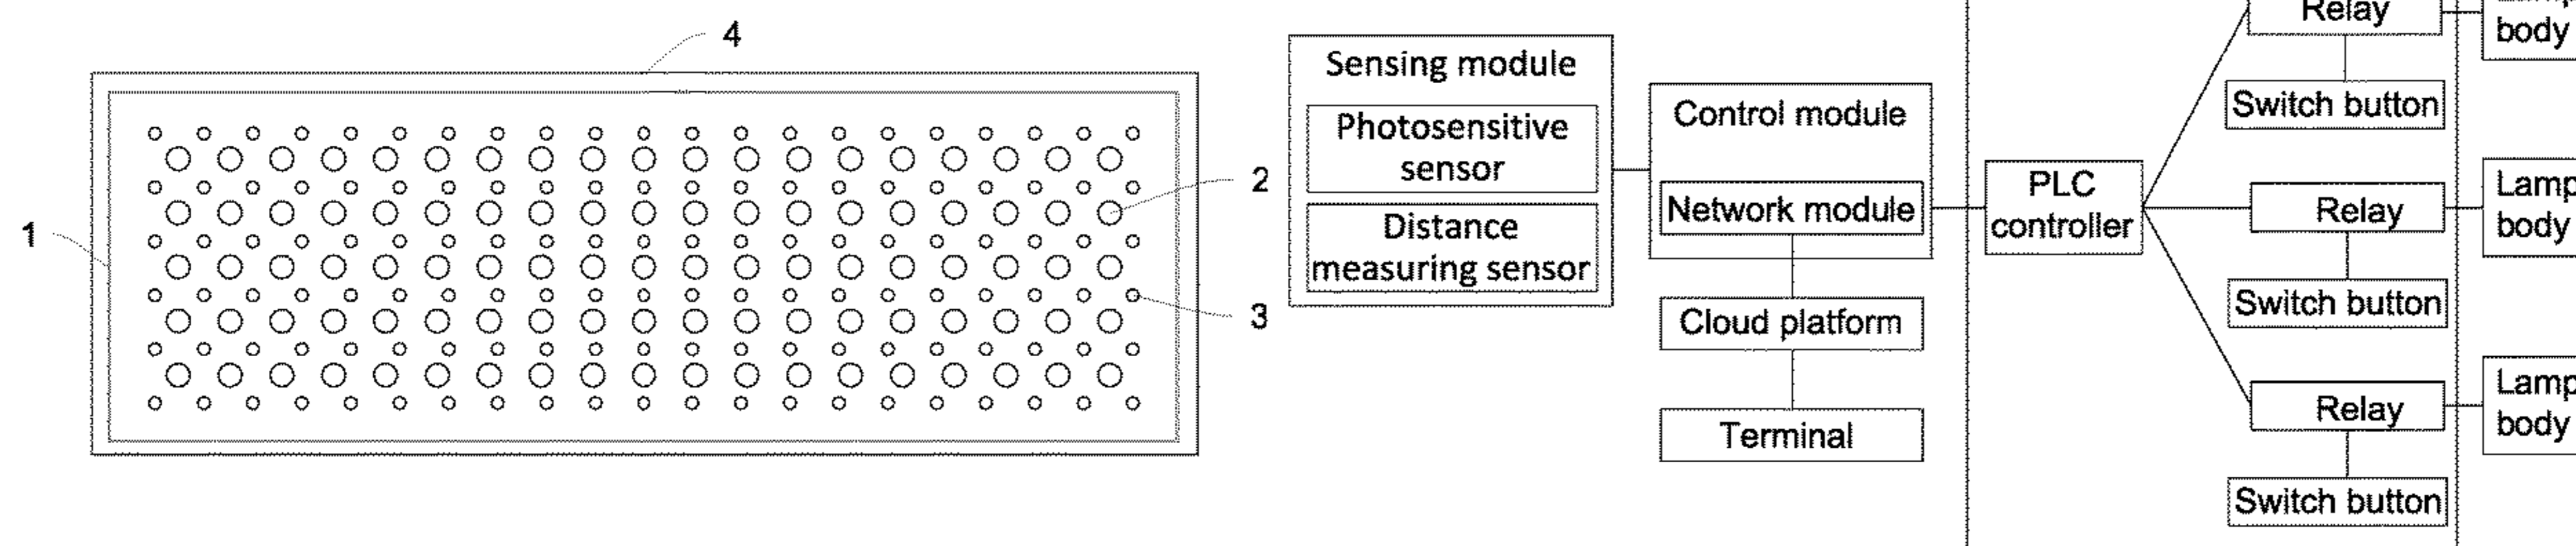 4
2
1
3
Sensing module
Photosensitive
sensor
Distance
measuring sensor
Control module
Network module
Cloud platform
Terminal
PLC
controller
Relay
Switch button
Relay
Switch button
Relay
Switch button
body
Lamp
body
Lamp
body